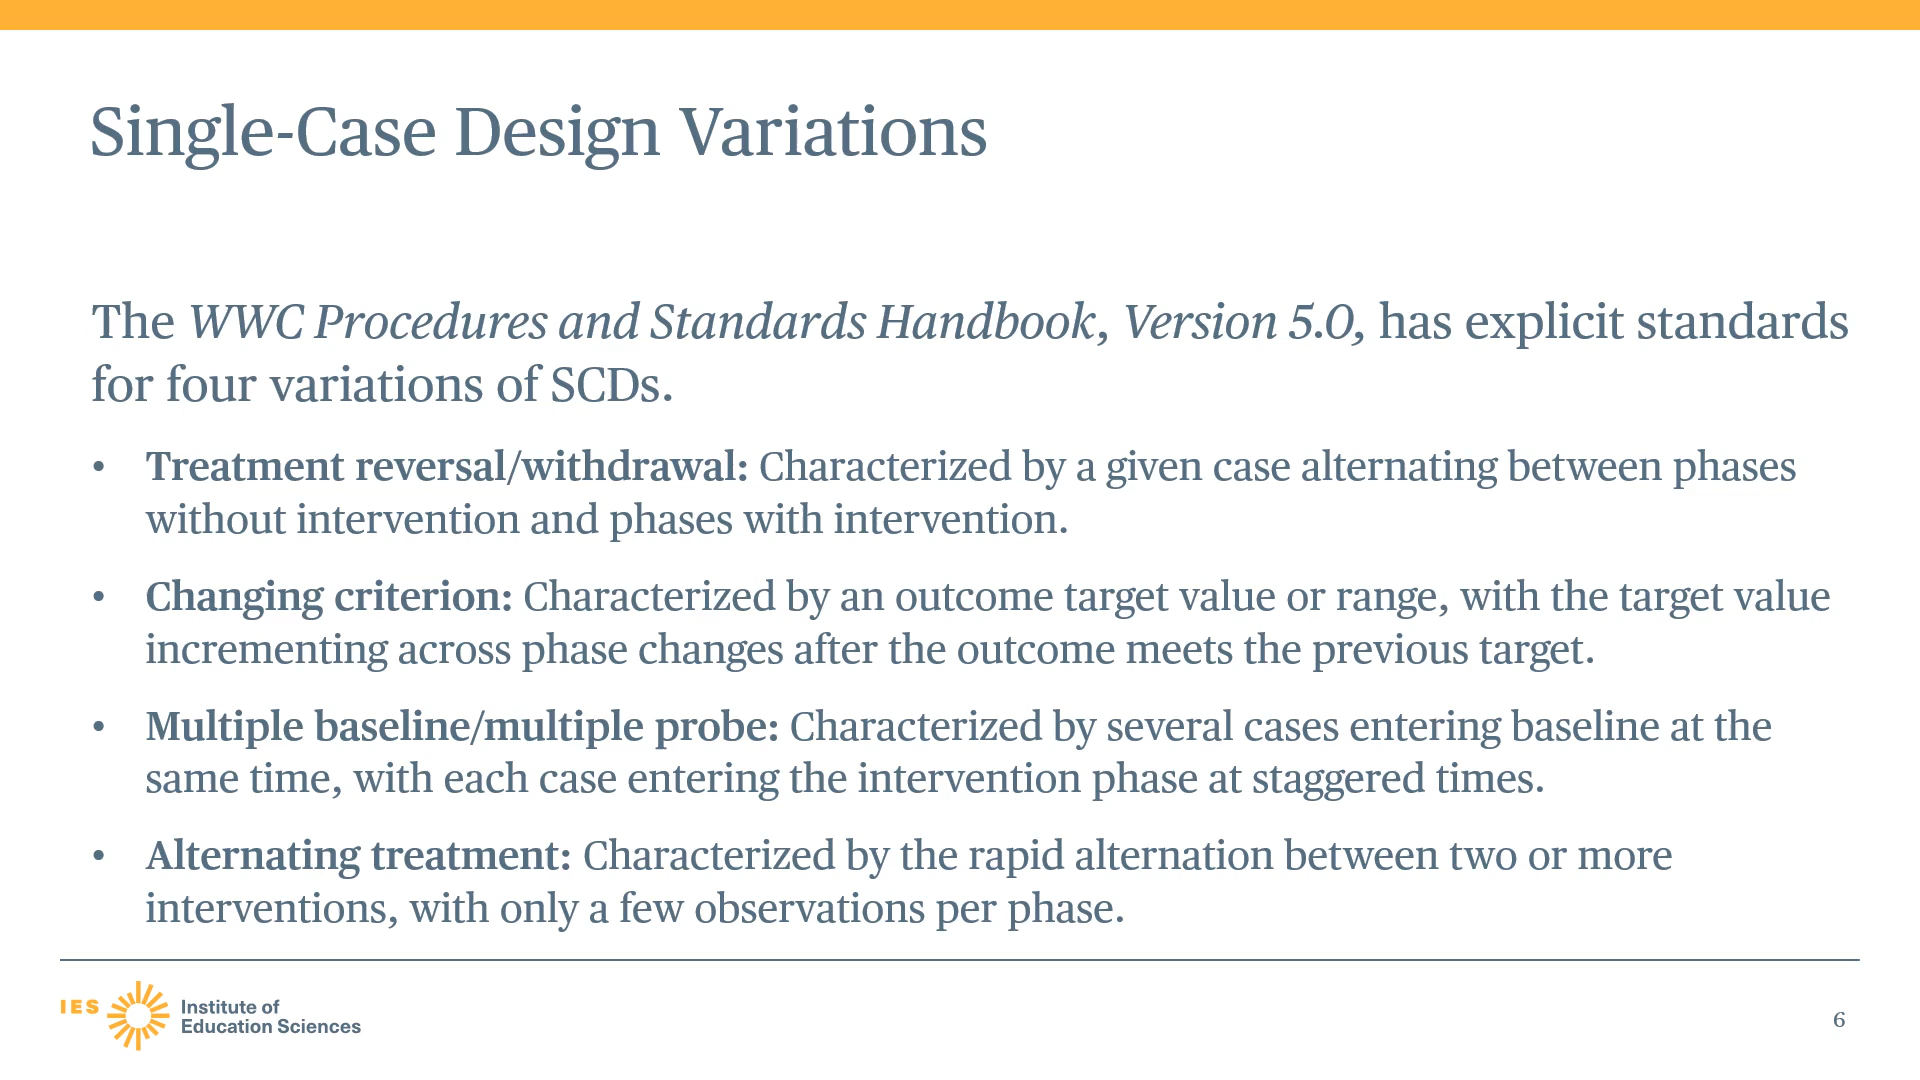 Single-Case Design Variations
The WWC Procedures and Standards Handbook, Version 5.0, has explicit standards
for four variations of SCDs.
• Treatment reversal/withdrawal: Characterized by a given case alternating between phases
without intervention and phases with intervention.
• Changing criterion: Characterized by an outcome target value or range, with the target value
incrementing across phase changes after the outcome meets the previous target.
• Multiple baseline/multiple probe: Characterized by several cases entering baseline at the
same time, with each case entering the intervention phase at staggered times.
• Alternating treatment: Characterized by the rapid alternation between two or more
interventions, with only a few observations per phase.
IES
Institute of
Education Sciences
6